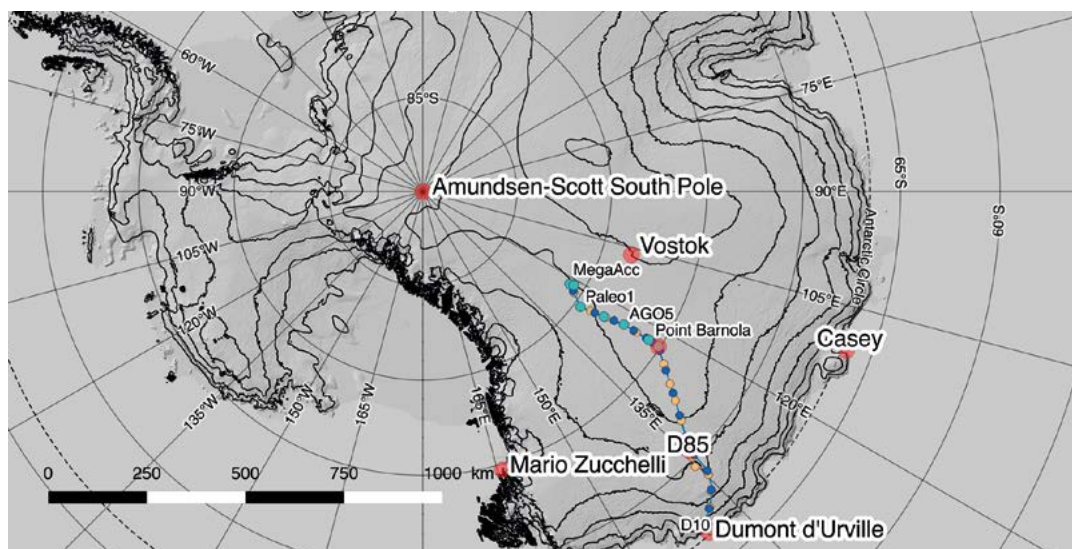 60°W
75°W
90°W
105°W
120°W
135°W
150°W
165°W
165°E
150°E
135°E
120°E
105°E
90°E
75°E
85°S
65°S
60°S
Antarctic Circle
Amundsen-Scott South Pole
Vostok
MegaAcc
Paleo1
AGO5
Point Barnola
Casey
D85
Mario Zucchelli
D10
Dumont d'Urville
0 250 500 750 1000 km